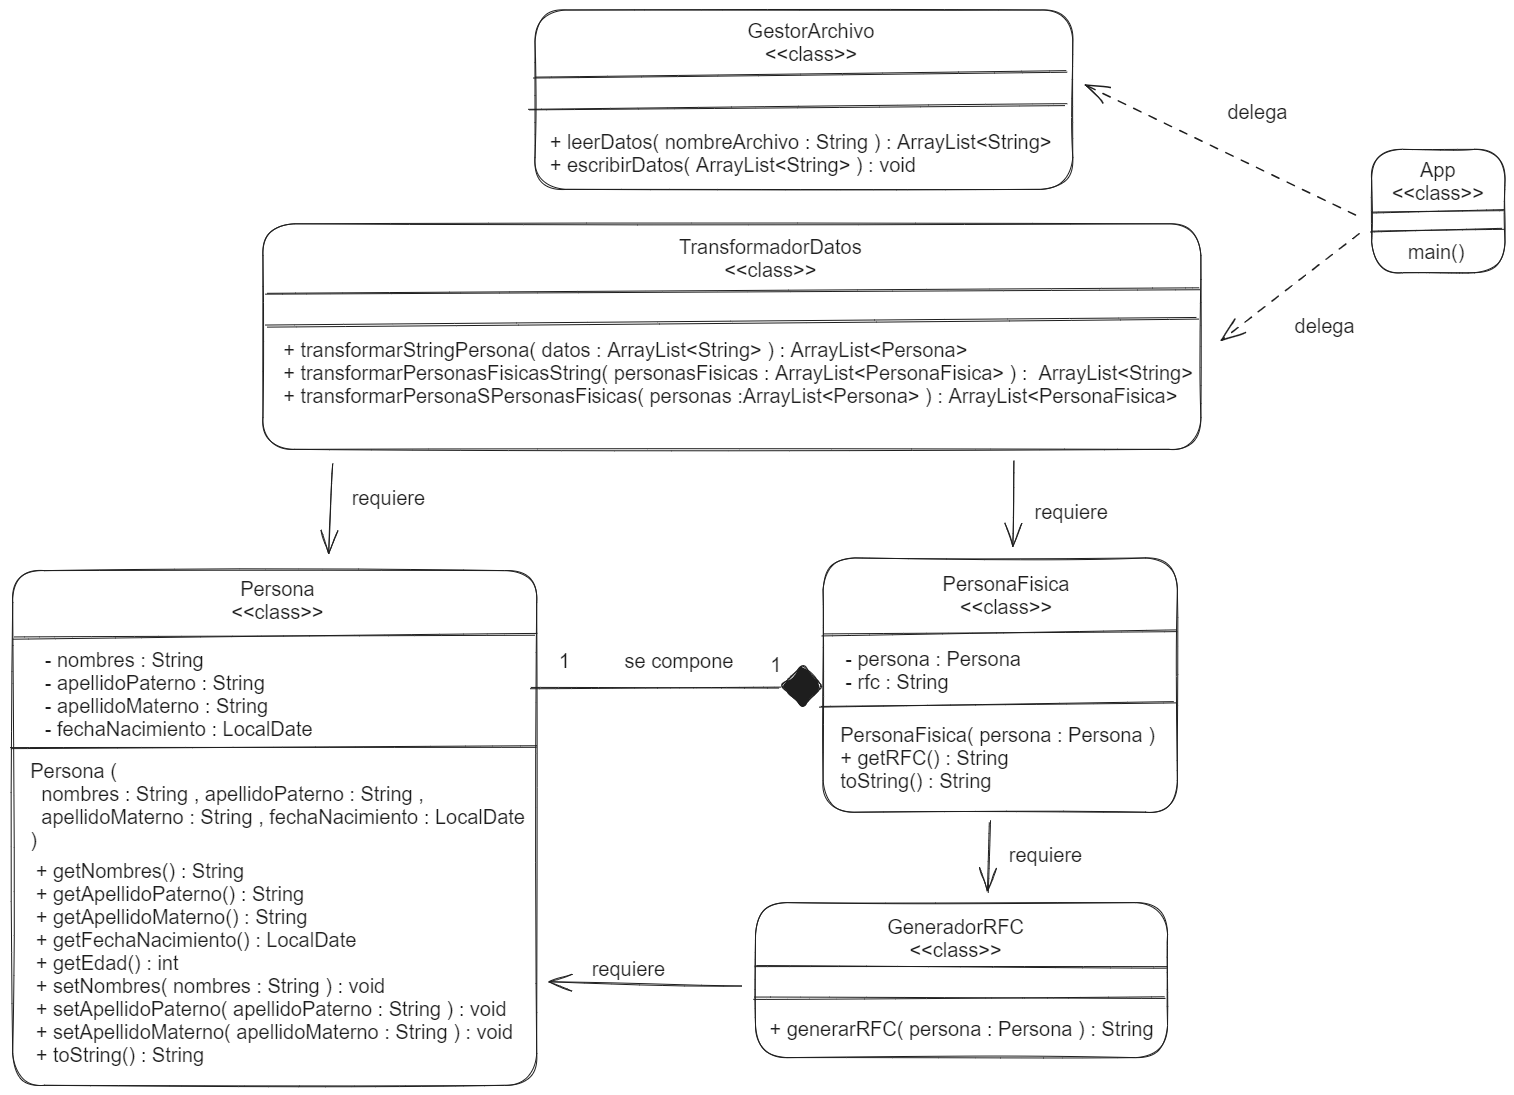 GestorArchivo
<<class>>
+ leerDatos( nombreArchivo : String ) : ArrayList<String>
+ escribirDatos( ArrayList<String> ) : void
delega
App
<<class>>
main()
delega
TransformadorDatos
<<class>>
+ transformarStringPersona( datos : ArrayList<String> ) : ArrayList<Persona>
+ transformarPersonasFisicasString( personasFisicas : ArrayList<PersonaFisica> ) :  ArrayList<String>
+ transformarPersonaSPersonasFisicas( personas :ArrayList<Persona> ) : ArrayList<PersonaFisica>
requiere
requiere
Persona
<<class>>
- nombres : String
- apellidoPaterno : String
- apellidoMaterno : String
- fechaNacimiento : LocalDate
Persona (
nombres : String , apellidoPaterno : String ,
apellidoMaterno : String , fechaNacimiento : LocalDate
)
+ getNombres() : String
+ getApellidoPaterno() : String
+ getApellidoMaterno() : String
+ getFechaNacimiento() : LocalDate
+ getEdad() : int
+ setNombres( nombres : String ) : void
+ setApellidoPaterno( apellidoPaterno : String ) : void
+ setApellidoMaterno( apellidoMaterno : String ) : void
+ toString() : String
1 se compone 1
PersonaFisica
<<class>>
- persona : Persona
- rfc : String
PersonaFisica( persona : Persona )
+ getRFC() : String
toString() : String
requiere
GeneradorRFC
<<class>>
+ generarRFC( persona : Persona ) : String
requiere